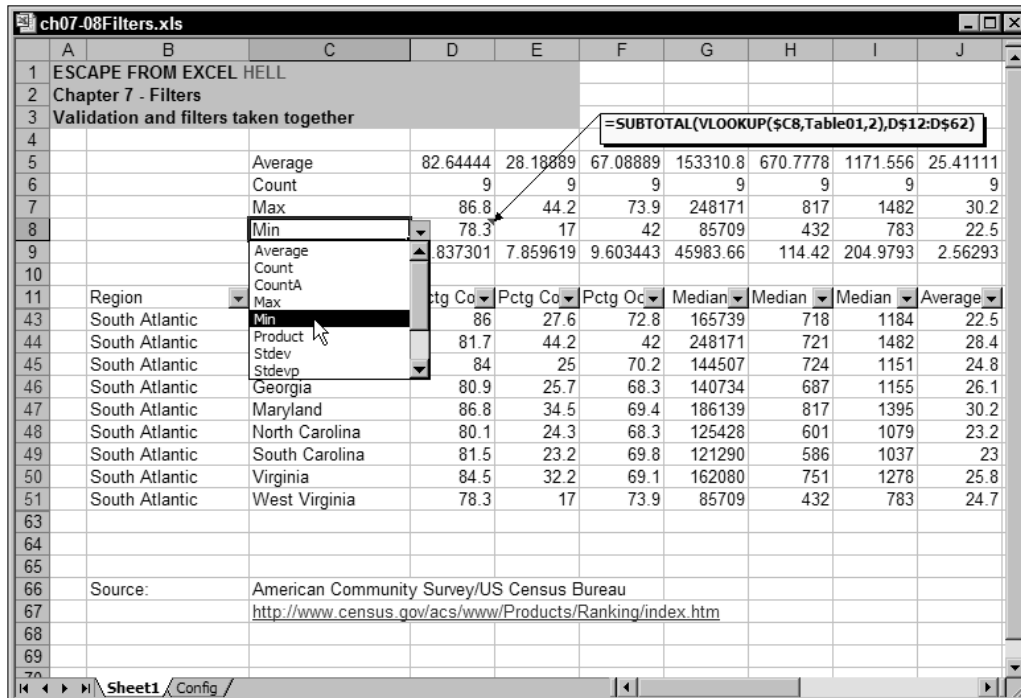 ch07-08Filters.xls
A B C D E F G H I J
1 ESCAPE FROM EXCEL HELL
2 Chapter 7 - Filters
3 Validation and filters taken together
=SUBTOTAL(VLOOKUP($C8,Table01,2),D$12:D$62)
4
5 Average 82.64444 28.18889 67.08889 153310.8 670.7778 1171.556 25.41111
6 Count 9 9 9 9 9 9 9
7 Max 86.8 44.2 73.9 248171 817 1482 30.2
8 Min 78.3 17 42 85709 432 783 22.5
9 .837301 7.859619 9.603443 45983.66 114.42 204.9793 2.56293
Average
Count
CountA
Max
Min
Product
Stdev
Stdevp
10
11 Region ctg Co Pctg Co Pctg Oc Median Median Median Average
43 South Atlantic 86 27.6 72.8 165739 718 1184 22.5
44 South Atlantic 81.7 44.2 42 248171 721 1482 28.4
45 South Atlantic 84 25 70.2 144507 724 1151 24.8
46 South Atlantic Georgia 80.9 25.7 68.3 140734 687 1155 26.1
47 South Atlantic Maryland 86.8 34.5 69.4 186139 817 1395 30.2
48 South Atlantic North Carolina 80.1 24.3 68.3 125428 601 1079 23.2
49 South Atlantic South Carolina 81.5 23.2 69.8 121290 586 1037 23
50 South Atlantic Virginia 84.5 32.2 69.1 162080 751 1278 25.8
51 South Atlantic West Virginia 78.3 17 73.9 85709 432 783 24.7
63
64
65
66 Source: American Community Survey/US Census Bureau
67 http://www.census.gov/acs/www/Products/Ranking/index.htm
68
69
Sheet1 Config